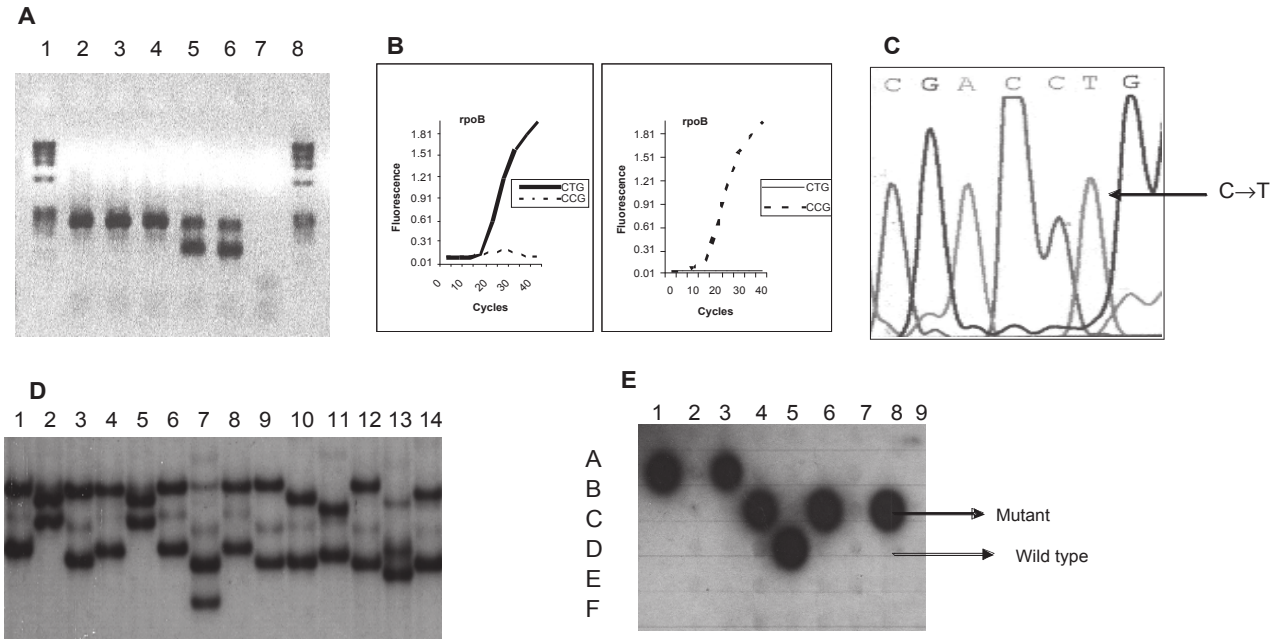 A
1 2 3 4 5 6 7 8
B
rpoB
Fluorescence
1.81
1.51
1.21
0.91
0.61
0.31
0.01
0 10 20 30 40
Cycles
CTG
CCG
rpoB
Fluorescence
1.81
1.51
1.21
0.91
0.61
0.31
0.01
0 10 20 30 40
Cycles
CTG
CCG
C
C G A C C T G
C→T
D
1 2 3 4 5 6 7 8 9 10 11 12 13 14
E
1 2 3 4 5 6 7 8 9
A
B
C
D
E
F
Mutant
Wild type